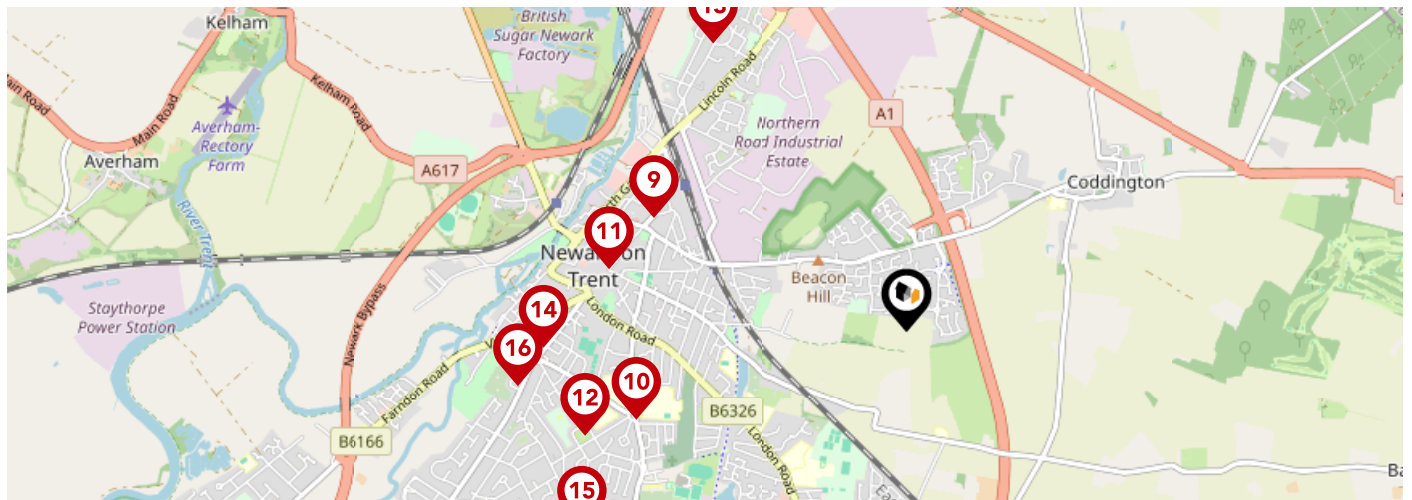 Kelham
British
Sugar Newark
Factory
13
Lincoln Road
A1
Main Road
Kelham Road
Averham-
Rectory
Farm
Northern
Road Industrial
Estate
Averham
A617
9
Coddington
River Trent
11
Trent
Beacon
Hill
Staythorpe
Power Station
14
London Road
Newark Bypass
16
10
12
Farndon Road
B6326
B6166
London Road
15